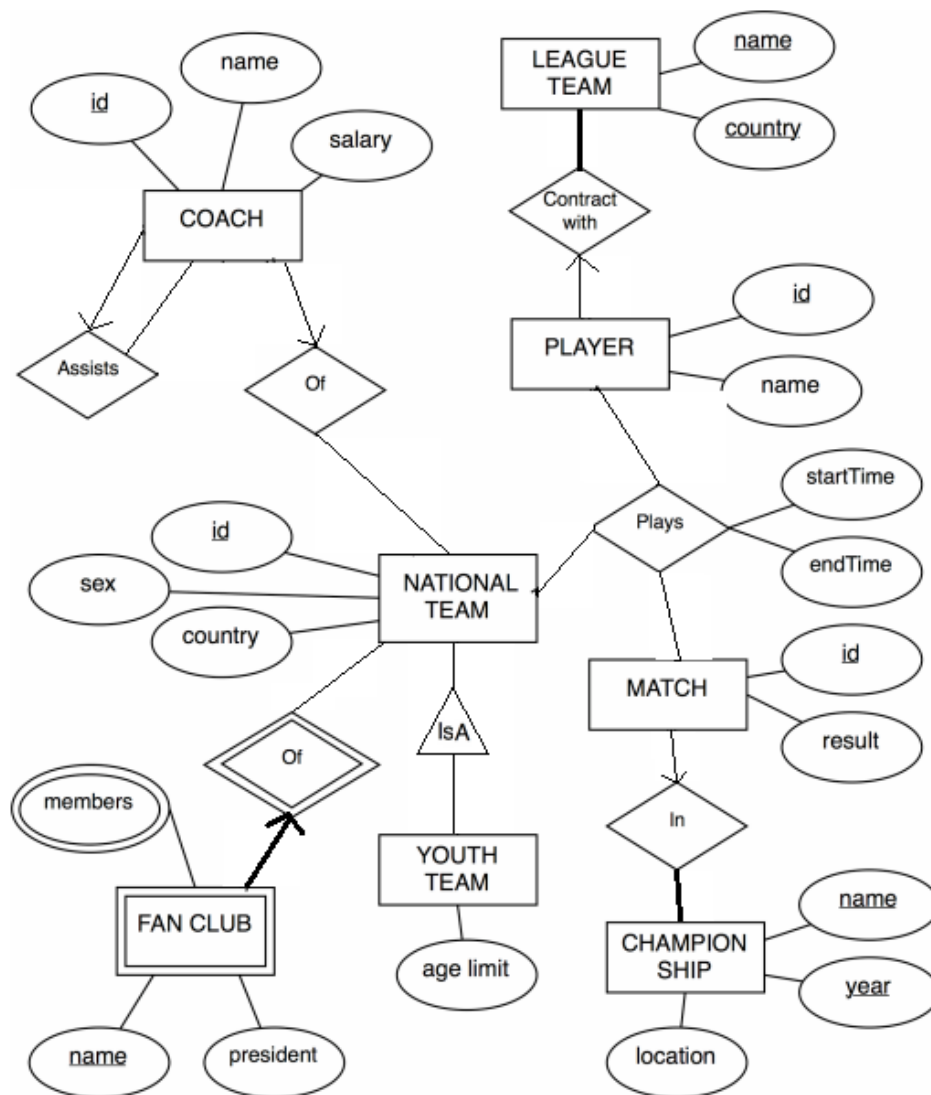 name
LEAGUE
TEAM
country
id
name
salary
COACH
Contract
with
id
PLAYER
name
Assists
Of
startTime
Plays
endTime
id
sex
NATIONAL
TEAM
country
id
MATCH
result
IsA
Of
members
In
YOUTH
TEAM
name
FAN CLUB
CHAMPION
SHIP
age limit
year
name
president
location